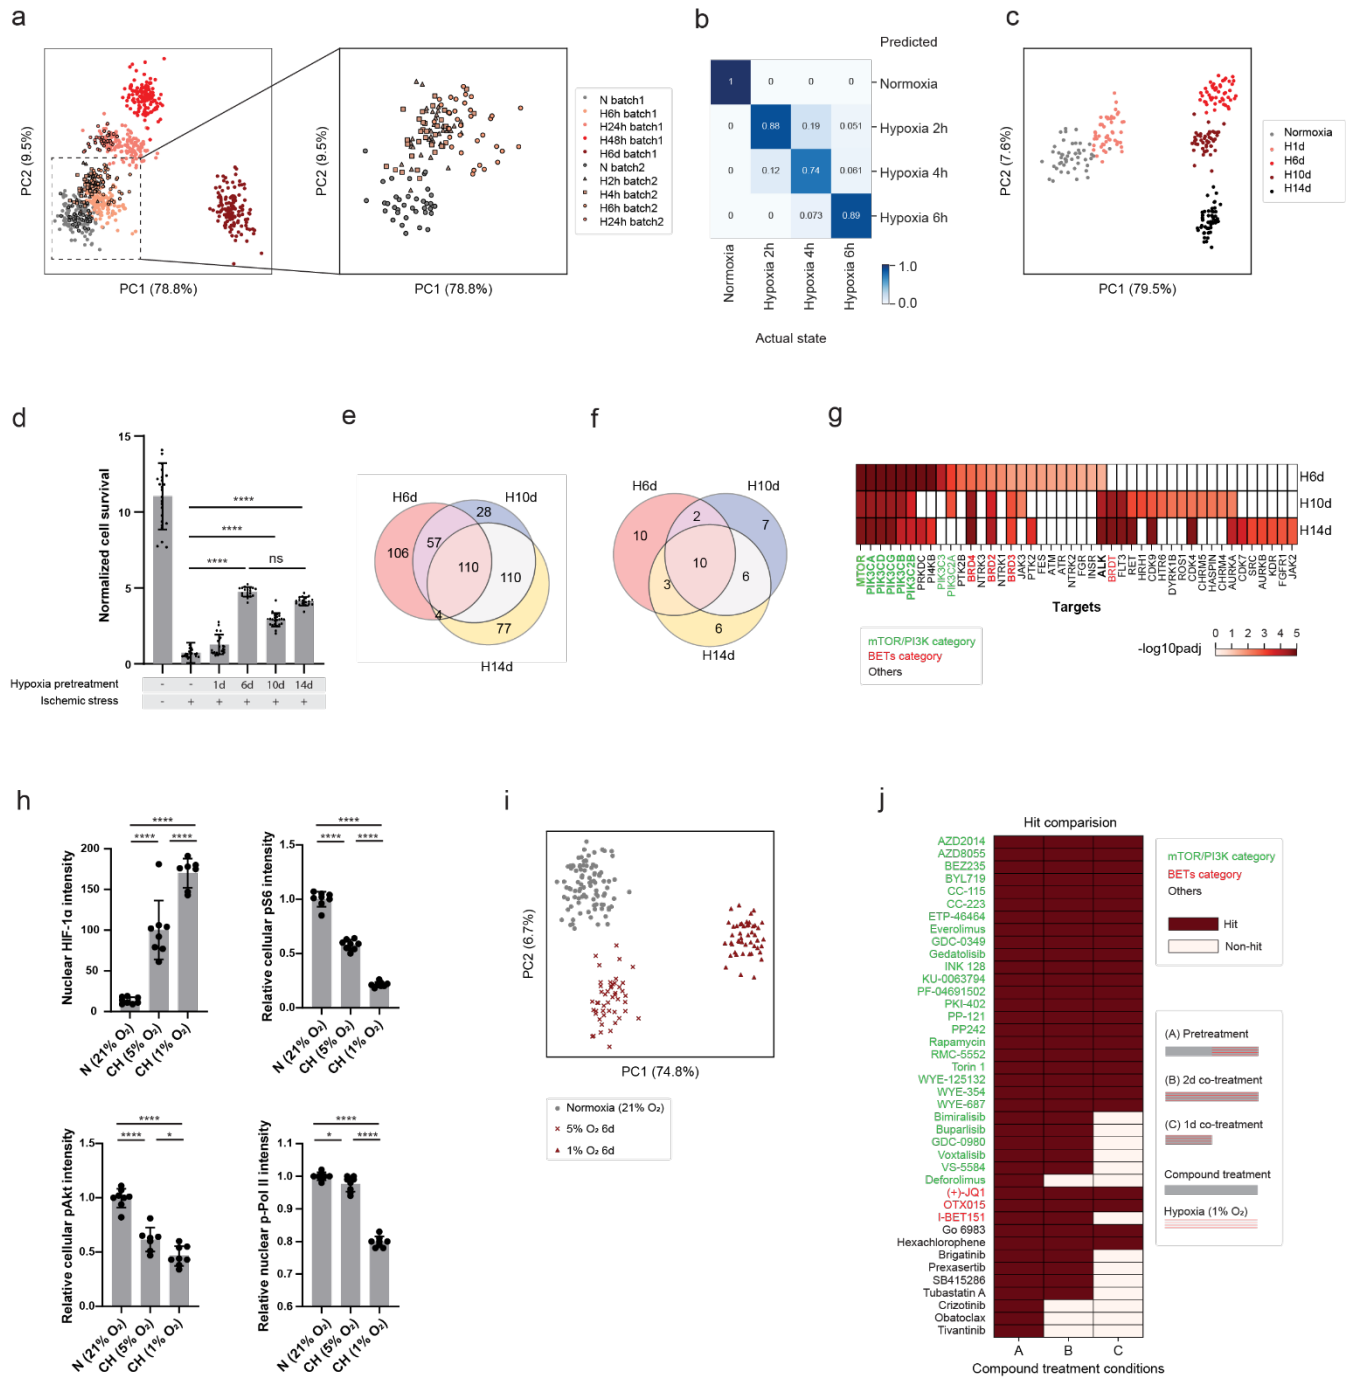 a
PC2 (9.5%)
PC1 (78.8%)
PC2 (9.5%)
PC1 (78.8%)
N batch1
H6h batch1
H24h batch1
H48h batch1
H6d batch1
N batch2
H2h batch2
H4h batch2
H6h batch2
H24h batch2
b
Predicted
1 0 0 0 Normoxia
0 0.88 0.19 0.051 Hypoxia 2h
0 0.12 0.74 0.061 Hypoxia 4h
0 0 0.073 0.89 Hypoxia 6h
Normoxia
Hypoxia 2h
Hypoxia 4h
Hypoxia 6h
1.0
0.0
Actual state
c
PC2 (7.6%)
PC1 (79.5%)
Normoxia
H1d
H6d
H10d
H14d
d
Normalized cell survival
15
10
5
0
****
****
****
ns
Hypoxia pretreatment - - 1d 6d 10d 14d
Ischemic stress - + + + + +
e
H6d
H10d
28
106
57
110
110
4
77
H14d
f
H6d
H10d
2
10
7
10
3
6
6
H14d
g
H6d
H10d
H14d
MTOR
PIK3CA
PIK3CD
PIK3CG
PIK3CB
PIK3C2B
PRKDC
PI4KB
PIK3C3
PIK3C2A
PTK2B
BRD4
NTRK3
BRD2
NTRK1
BRD3
JAK3
PTK2
FES
ATM
ATR
NTRK2
FGR
INSR
ALK
BRDT
FLT3
RET
HRH1
CDK9
HTR6
DYRK1B
ROS1
CDK4
CHRM5
HASPIN
CHRM4
AURKA
CDK7
SRC
AURKB
KDR
FGFR1
JAK2
Targets
mTOR/PI3K category
BETs category
Others
-log10padj
0 1 2 3 4 5
h
Nuclear HIF-1α intensity
200
150
100
50
0
****
**** ****
N (21% O₂)
CH (5% O₂)
CH (1% O₂)
Relative cellular pS6 intensity
1.5
1.0
0.5
0.0
****
**** ****
N (21% O₂)
CH (5% O₂)
CH (1% O₂)
Relative cellular pAkt intensity
1.5
1.0
0.5
0.0
****
**** *
N (21% O₂)
CH (5% O₂)
CH (1% O₂)
Relative nuclear p-Pol II intensity
1.1
1.0
0.9
0.8
0.7
0.6
****
* ****
N (21% O₂)
CH (5% O₂)
CH (1% O₂)
i
PC2 (6.7%)
PC1 (74.8%)
Normoxia (21% O₂)
5% O₂ 6d
1% O₂ 6d
j
Hit comparision
AZD2014
AZD8055
BEZ235
BYL719
CC-115
CC-223
ETP-46464
Everolimus
GDC-0349
Gedatolisib
INK 128
KU-0063794
PF-04691502
PKI-402
PP-121
PP242
Rapamycin
RMC-5552
Torin 1
WYE-125132
WYE-354
WYE-687
Bimiralisib
Buparlisib
GDC-0980
Voxtalisib
VS-5584
Deforolimus
(+)-JQ1
OTX015
I-BET151
Go 6983
Hexachlorophene
Brigatinib
Prexasertib
SB415286
Tubastatin A
Crizotinib
Obatoclax
Tivantinib
A B C
Compound treatment conditions
mTOR/PI3K category
BETs category
Others
Hit
Non-hit
(A) Pretreatment
(B) 2d co-treatment
(C) 1d co-treatment
Compound treatment
Hypoxia (1% O₂)